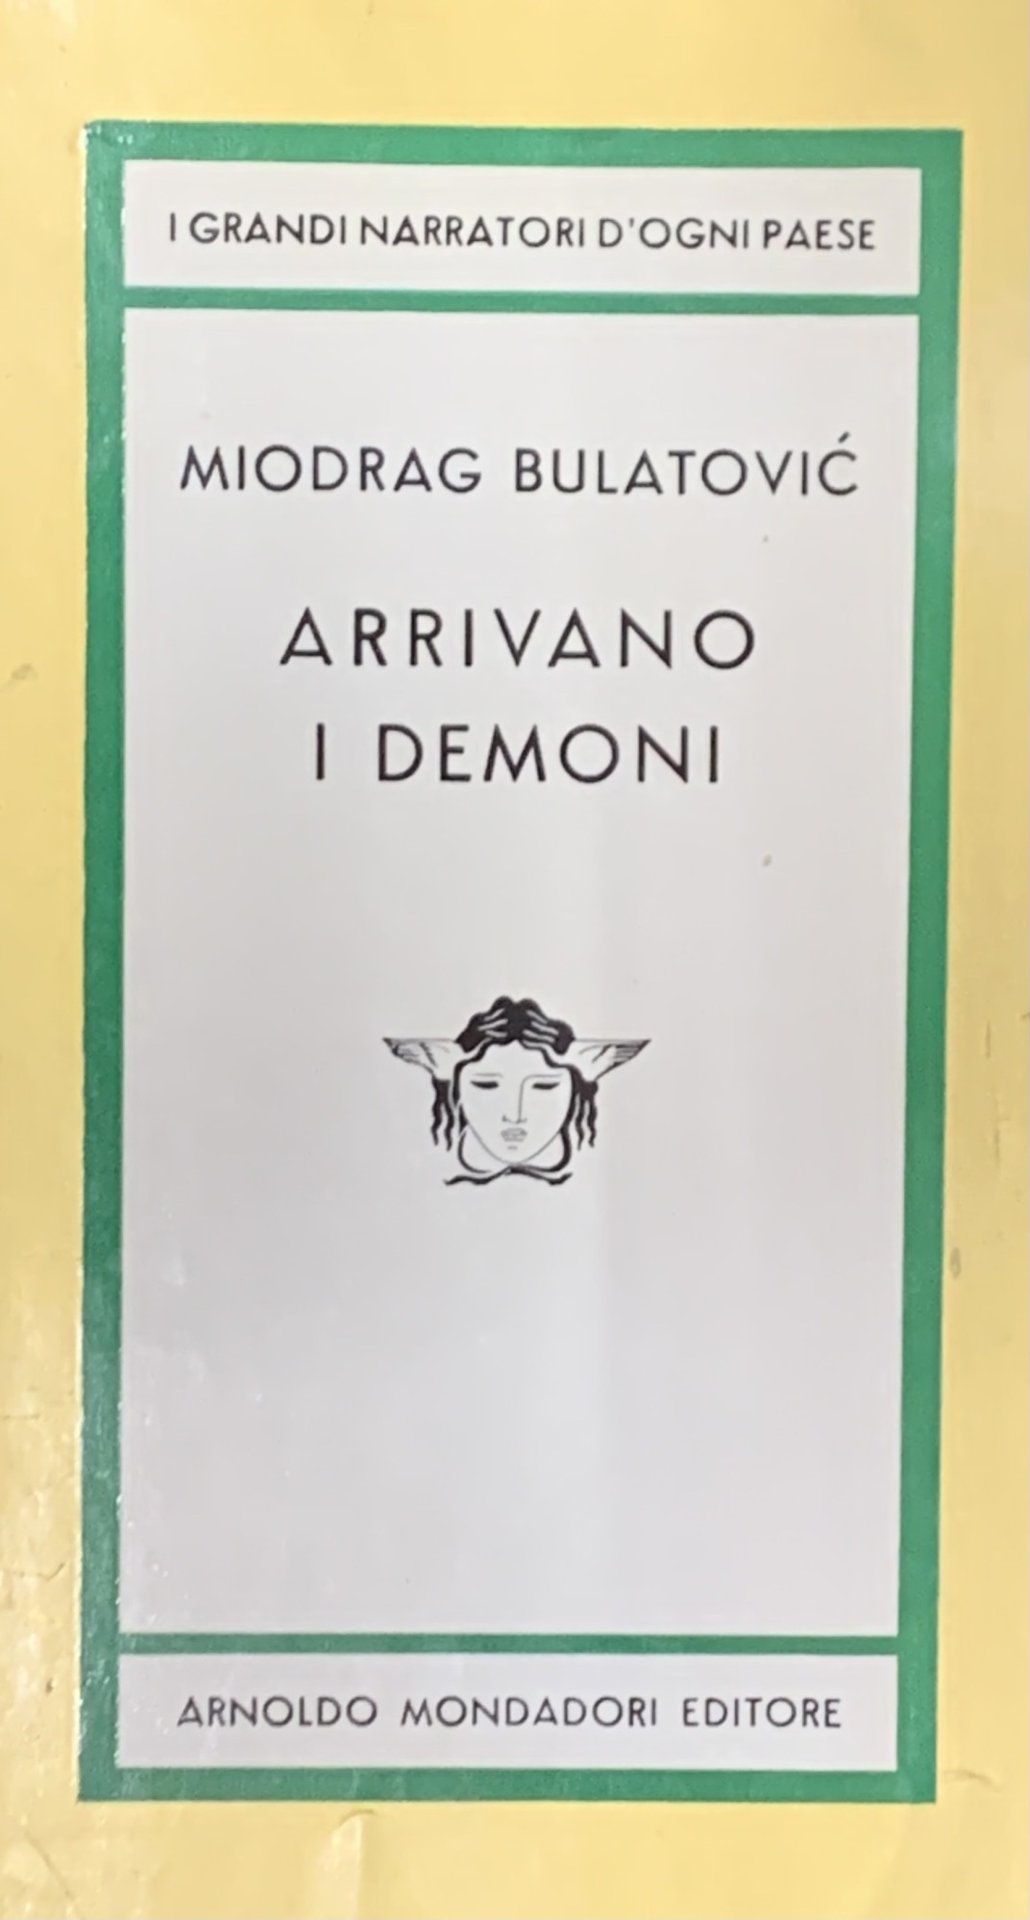 I GRANDI NARRATORI D'OGNI PAESE
MIODRAG BULATOVIĆ
ARRIVANO
I DEMONI
ARNOLDO MONDADORI EDITORE